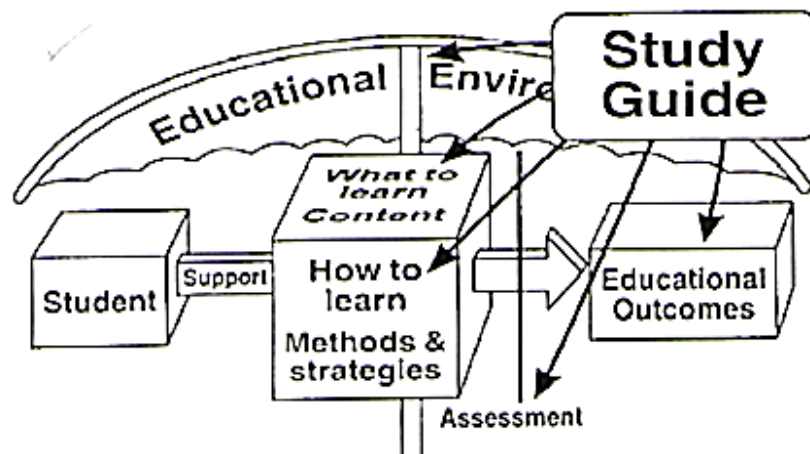 Study
Guide
Educational
What to
learn
Content
Student
Support
How to
learn
Methods &
strategies
Educational
Outcomes
Assessment